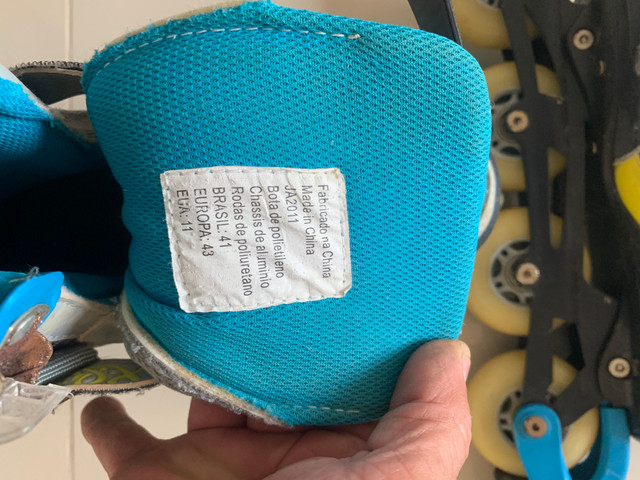 Fabricado na China
Made in China
JA2011
Bota de polietileno
Chassis de alumínio
Rodas de poliuretano
BRASIL: 41
EUROPA: 43
EUA: 11